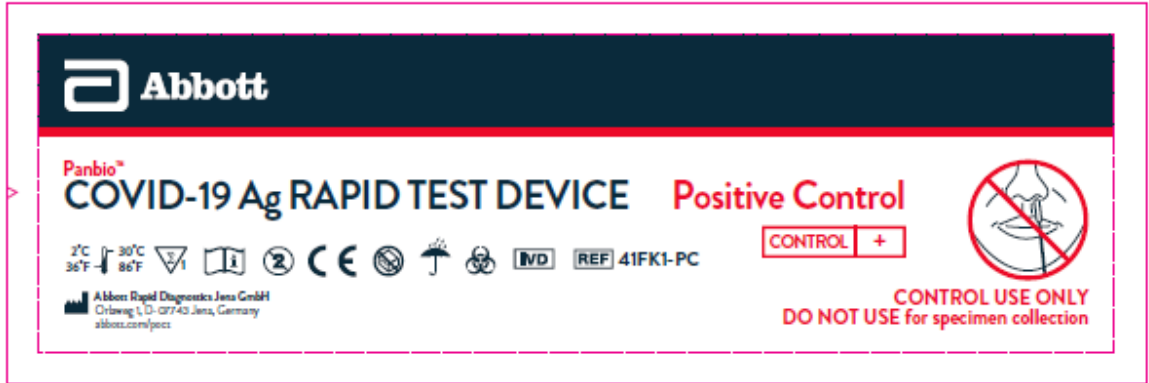 Abbott
Panbio™
COVID-19 Ag RAPID TEST DEVICE
Positive Control
CONTROL +
2°C 30°C
36°F 86°F
Σ 1
i
2
CE
IVD
REF 41FK1-PC
Abbott Rapid Diagnostics Jena GmbH
Orlaweg 1, D-07743 Jena, Germany
abbott.com/poct
CONTROL USE ONLY
DO NOT USE for specimen collection